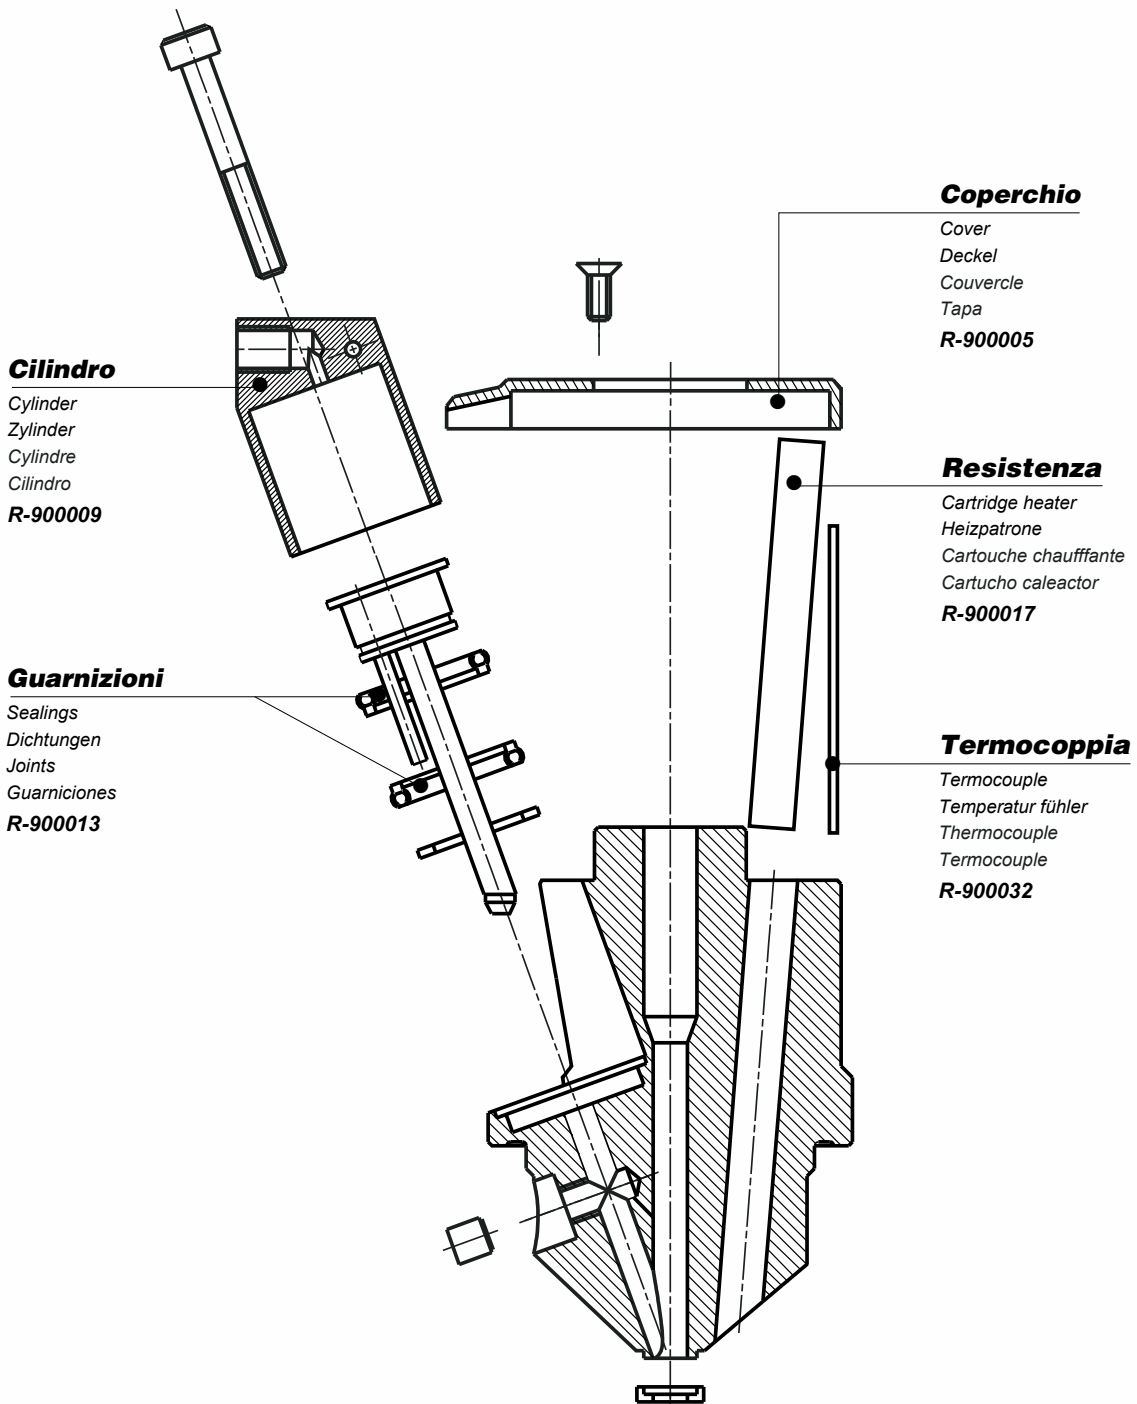 Coperchio
Cover
Deckel
Couvercle
Tapa
R-900005
Cilindro
Cylinder
Zylinder
Cylindre
Cilindro
R-900009
Resistenza
Cartridge heater
Heizpatrone
Cartouche chaufffante
Cartucho caleactor
R-900017
Guarnizioni
Sealings
Dichtungen
Joints
Guarniciones
R-900013
Termocoppia
Termocouple
Temperatur fühler
Thermocouple
Termocouple
R-900032